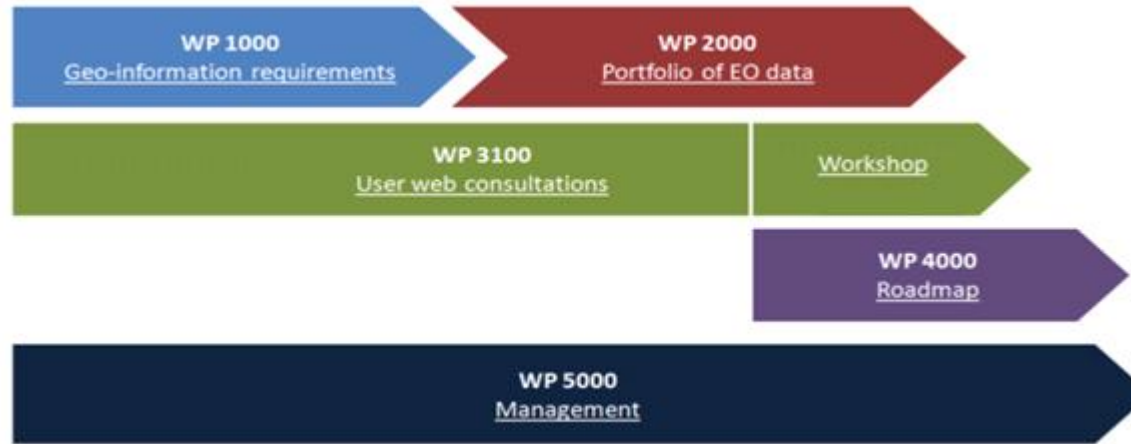 WP 1000
Geo-information requirements
WP 2000
Portfolio of EO data
WP 3100
User web consultations
Workshop
WP 4000
Roadmap
WP 5000
Management